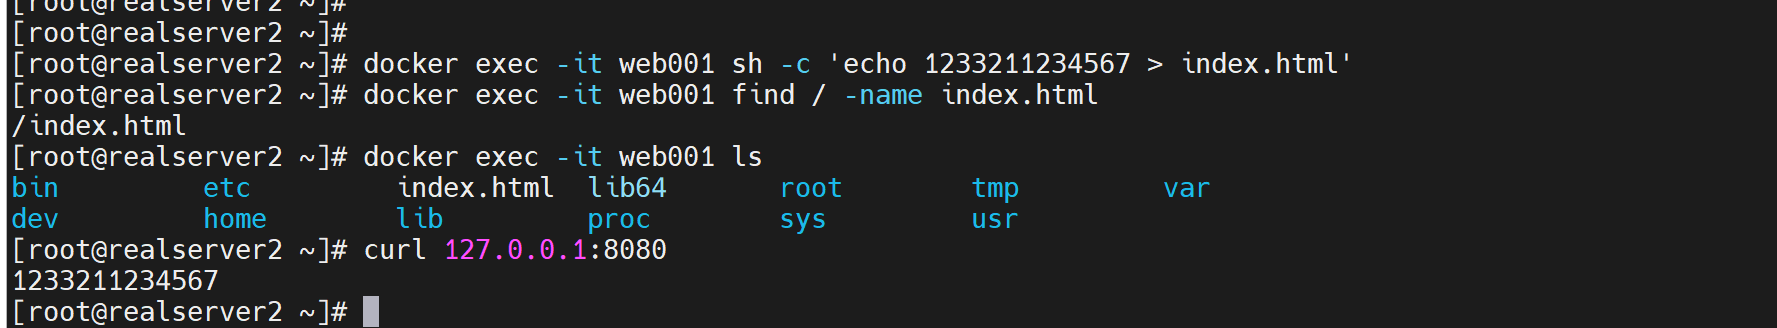 [root@realserver2 ~]#
[root@realserver2 ~]#
[root@realserver2 ~]# docker exec -it web001 sh -c 'echo 1233211234567 > index.html'
[root@realserver2 ~]# docker exec -it web001 find / -name index.html
/index.html
[root@realserver2 ~]# docker exec -it web001 ls
bin etc index.html lib64 root tmp var
dev home lib proc sys usr
[root@realserver2 ~]# curl 127.0.0.1:8080
1233211234567
[root@realserver2 ~]#